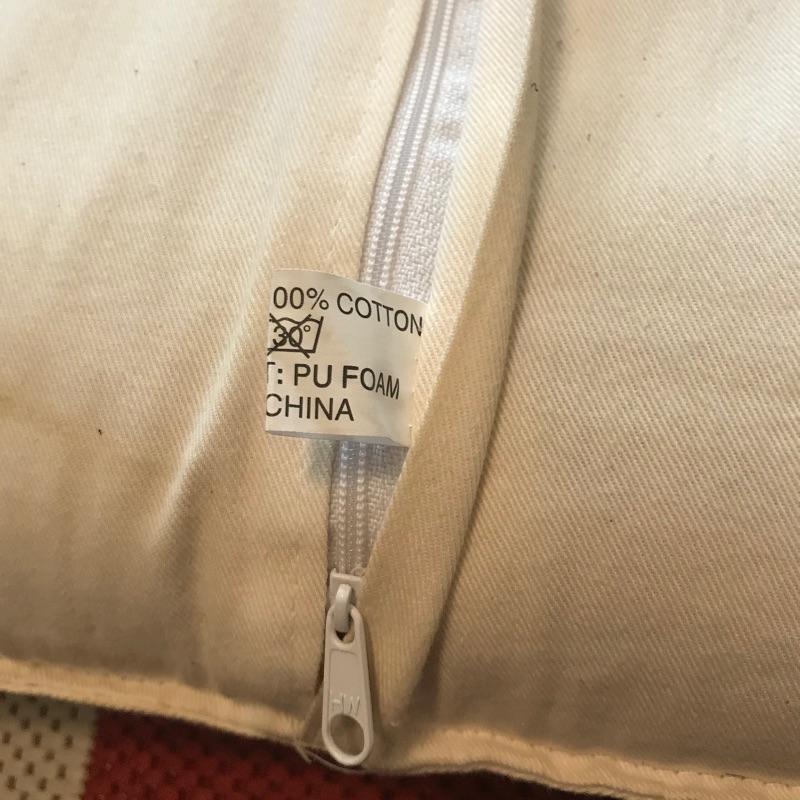 00% COTTON
30°
T: PU FOAM
CHINA